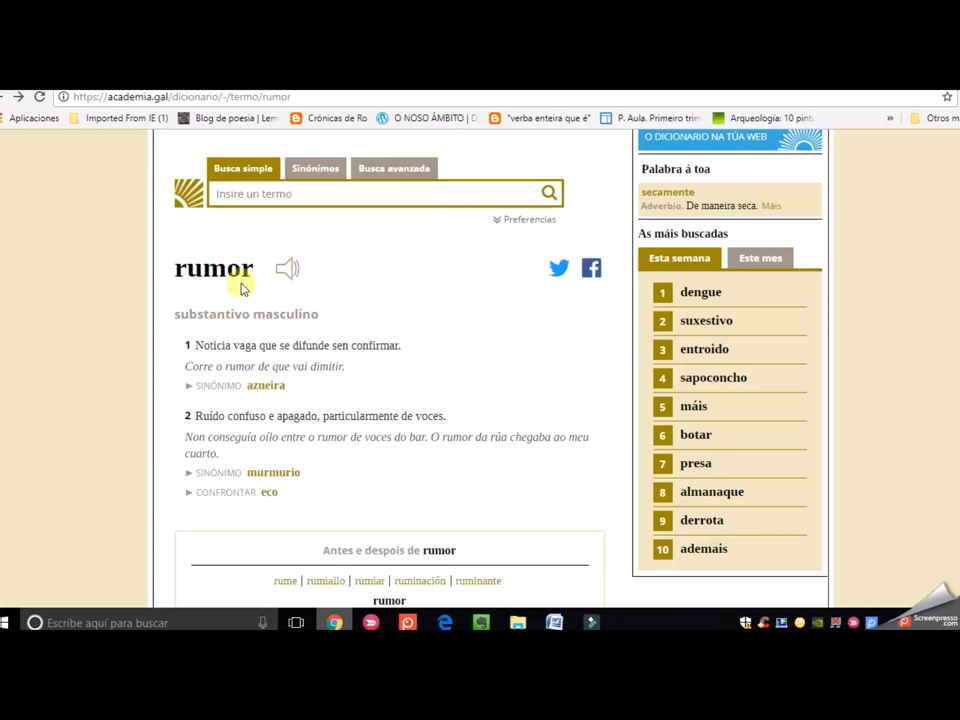 https://academia.gal/dicionario/-/termo/rumor
Aplicaciones Imported From IE (1) Blog de poesia | Lem Crónicas de Ro O NOSO ÁMBITO | D "verba enteira que é" P. Aula. Primeiro trim Arqueología: 10 pint » Otros m
O DICIONARIO NA TÚA WEB
Busca simple Sinónimos Busca avanzada
Insire un termo
Preferencias
rumor
substantivo masculino
1 Noticia vaga que se difunde sen confirmar.
Corre o rumor de que vai dimitir.
► SINÓNIMO azueira
2 Ruído confuso e apagado, particularmente de voces.
Non conseguía oílo entre o rumor de voces do bar. O rumor da rúa chegaba ao meu
cuarto.
► SINÓNIMO murmurio
► CONFRONTAR eco
Antes e despois de rumor
rume | rumiallo | rumiar | ruminación | ruminante
rumor
Palabra á toa
secamente
Adverbio. De maneira seca. Máis
As máis buscadas
Esta semana Este mes
1 dengue
2 suxestivo
3 entroido
4 sapoconcho
5 máis
6 botar
7 presa
8 almanaque
9 derrota
10 ademais
Escribe aquí para buscar
Screenpresso
.com